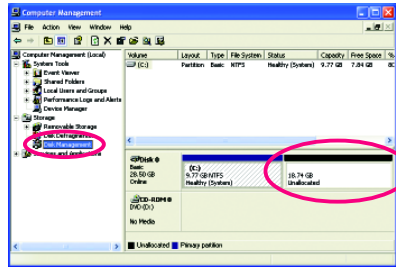 Computer Management
File Action View Window Help
Computer Management (Local)
System Tools
Event Viewer
Shared Folders
Local Users and Groups
Performance Logs and Alerts
Device Manager
Storage
Removable Storage
Disk Defragmenter
Disk Management
Services and Applications
Volume Layout Type File System Status Capacity Free Space %
(C:) Partition Basic NTFS Healthy (System) 9.77 GB 7.84 GB
Disk 0
Basic
28.50 GB
Online
(C:)
9.77 GB NTFS
Healthy (System)
18.74 GB
Unallocated
CD-ROM 0
DVD (D:)
No Media
Unallocated Primary partition